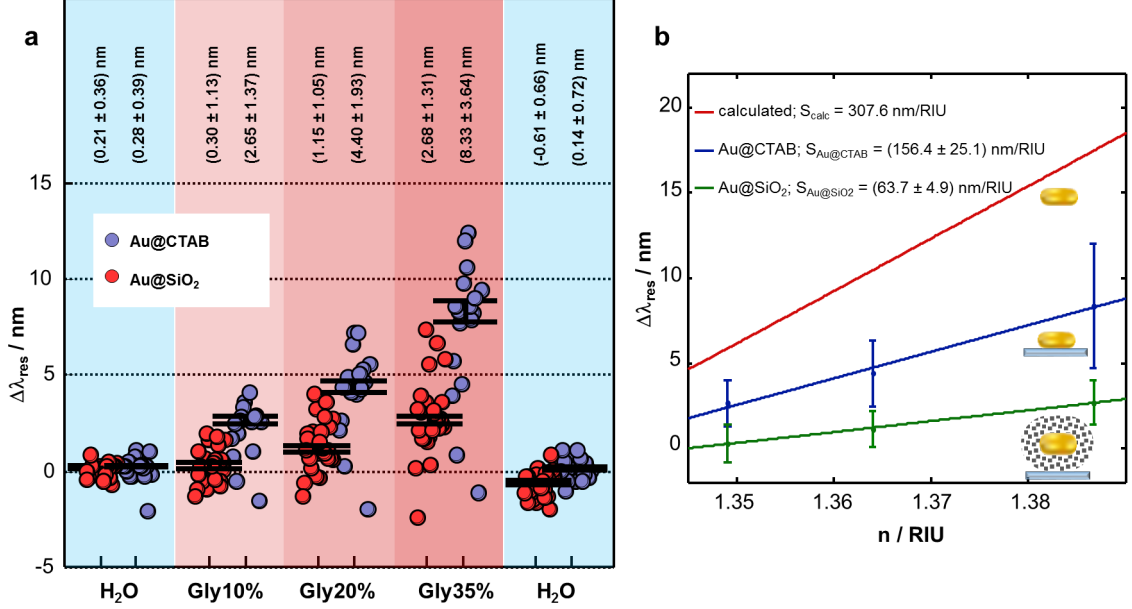 a
(0.21 ± 0.36) nm
(0.28 ± 0.39) nm
(0.30 ± 1.13) nm
(2.65 ± 1.37) nm
(1.15 ± 1.05) nm
(4.40 ± 1.93) nm
(2.68 ± 1.31) nm
(8.33 ± 3.64) nm
(-0.61 ± 0.66) nm
(0.14 ± 0.72) nm
15
10
5
0
-5
Δλres / nm
Au@CTAB
Au@SiO2
H2O
Gly10%
Gly20%
Gly35%
H2O
b
20
15
10
5
0
Δλres / nm
calculated; Scalc = 307.6 nm/RIU
Au@CTAB; SAu@CTAB = (156.4 ± 25.1) nm/RIU
Au@SiO2; SAu@SiO2 = (63.7 ± 4.9) nm/RIU
1.35
1.36
1.37
1.38
n / RIU